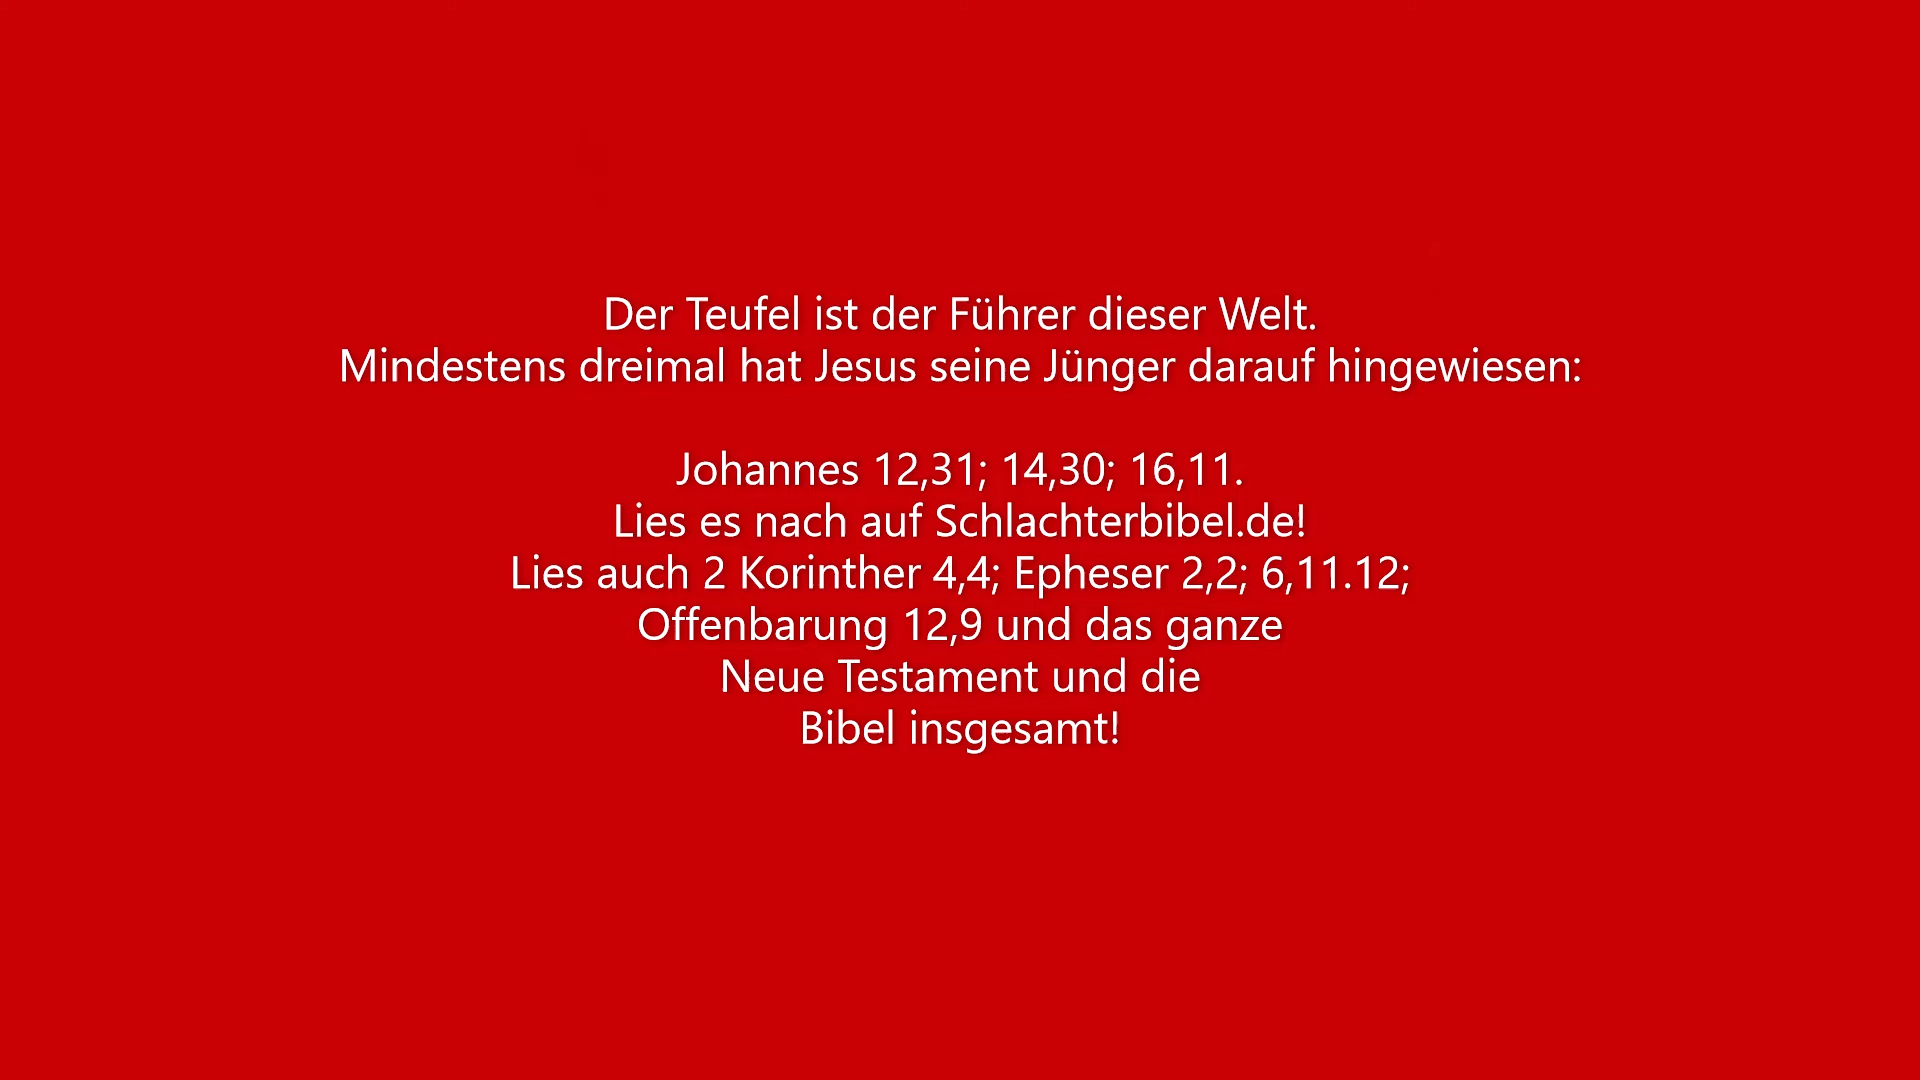 Der Teufel ist der Führer dieser Welt.
Mindestens dreimal hat Jesus seine Jünger darauf hingewiesen:
Johannes 12,31; 14,30; 16,11.
Lies es nach auf Schlachterbibel.de!
Lies auch 2 Korinther 4,4; Epheser 2,2; 6,11.12;
Offenbarung 12,9 und das ganze
Neue Testament und die
Bibel insgesamt!